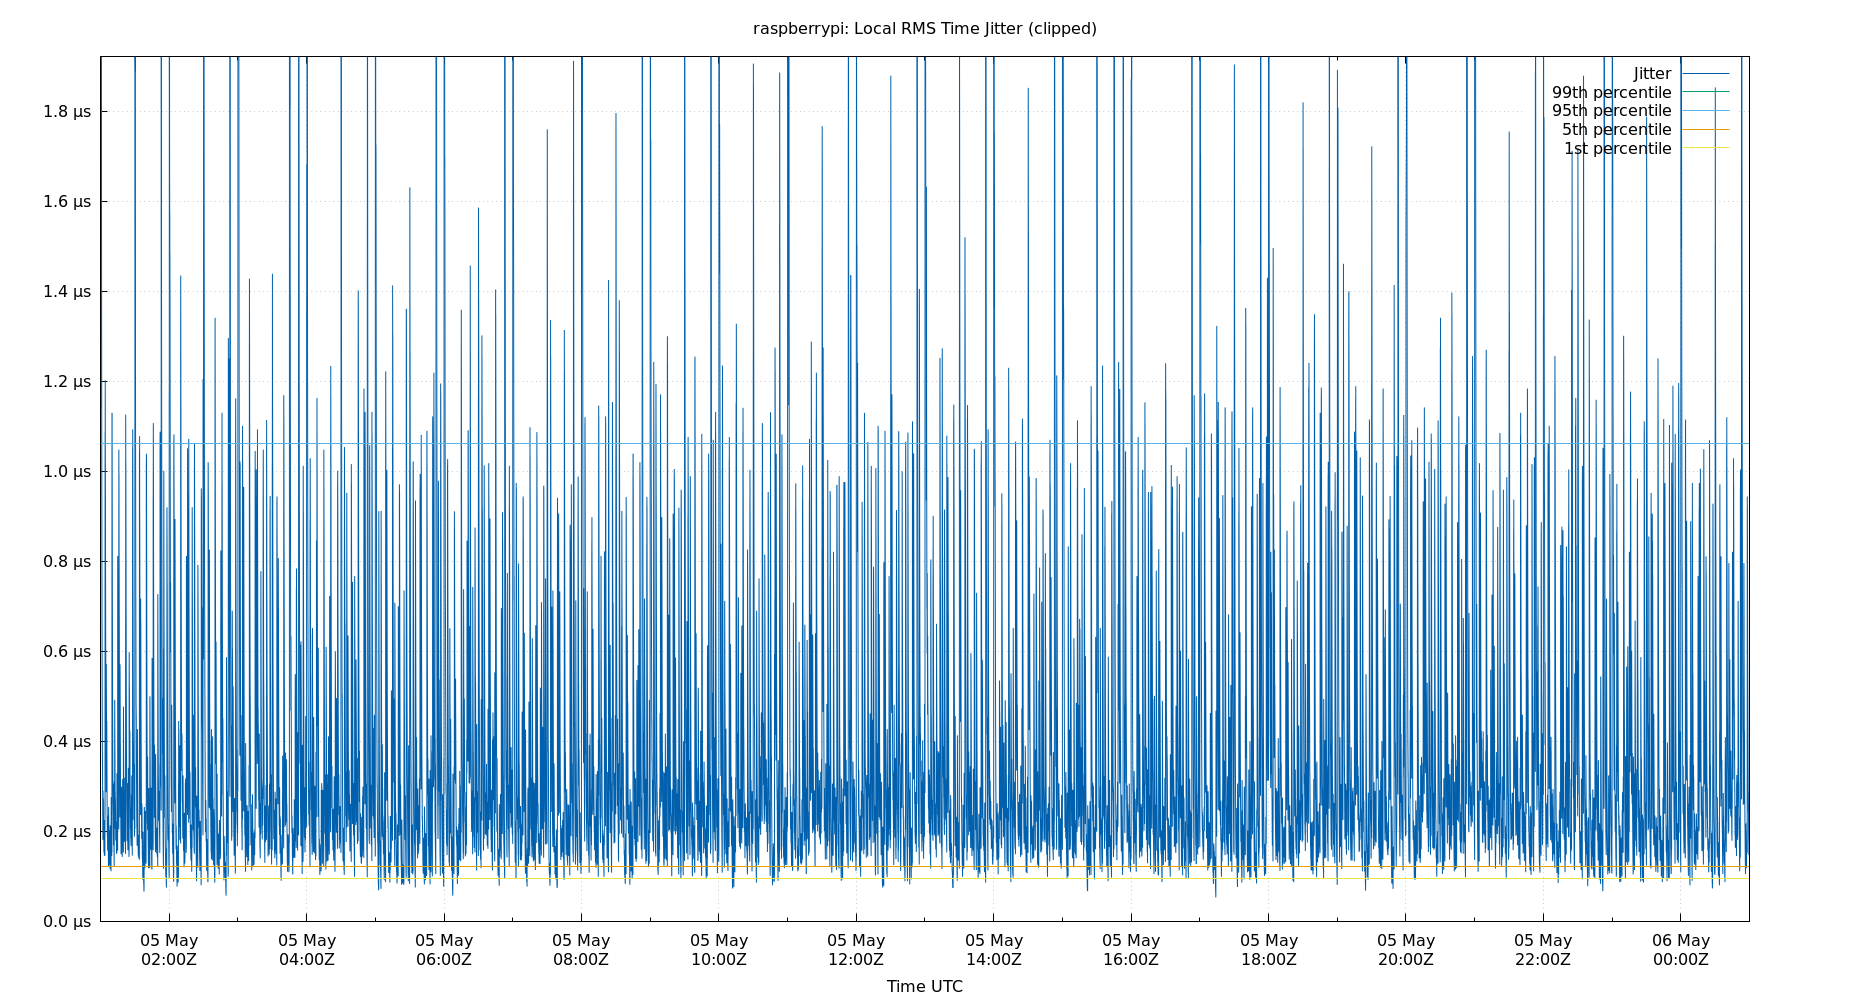 raspberrypi: Local RMS Time Jitter (clipped)
Jitter
99th percentile
95th percentile
5th percentile
1st percentile
1.8 µs
1.6 µs
1.4 µs
1.2 µs
1.0 µs
0.8 µs
0.6 µs
0.4 µs
0.2 µs
0.0 µs
05 May 05 May 05 May 05 May 05 May 05 May 05 May 05 May 05 May 05 May 05 May 06 May
02:00Z 04:00Z 06:00Z 08:00Z 10:00Z 12:00Z 14:00Z 16:00Z 18:00Z 20:00Z 22:00Z 00:00Z
Time UTC